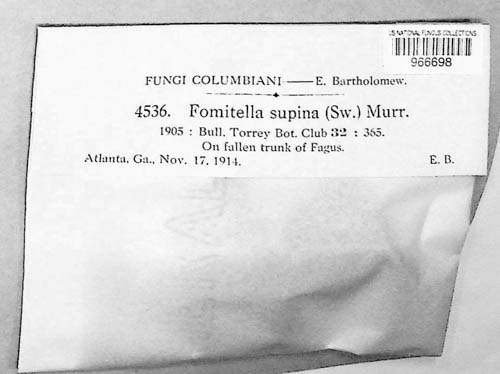 US NATIONAL FUNGUS COLLECTIONS
966698
FUNGI COLUMBIANI — E. Bartholomew.
4536. Fomitella supina (Sw.) Murr.
1905 : Bull. Torrey Bot. Club 32 : 365.
On fallen trunk of Fagus.
Atlanta, Ga., Nov. 17, 1914. E. B.